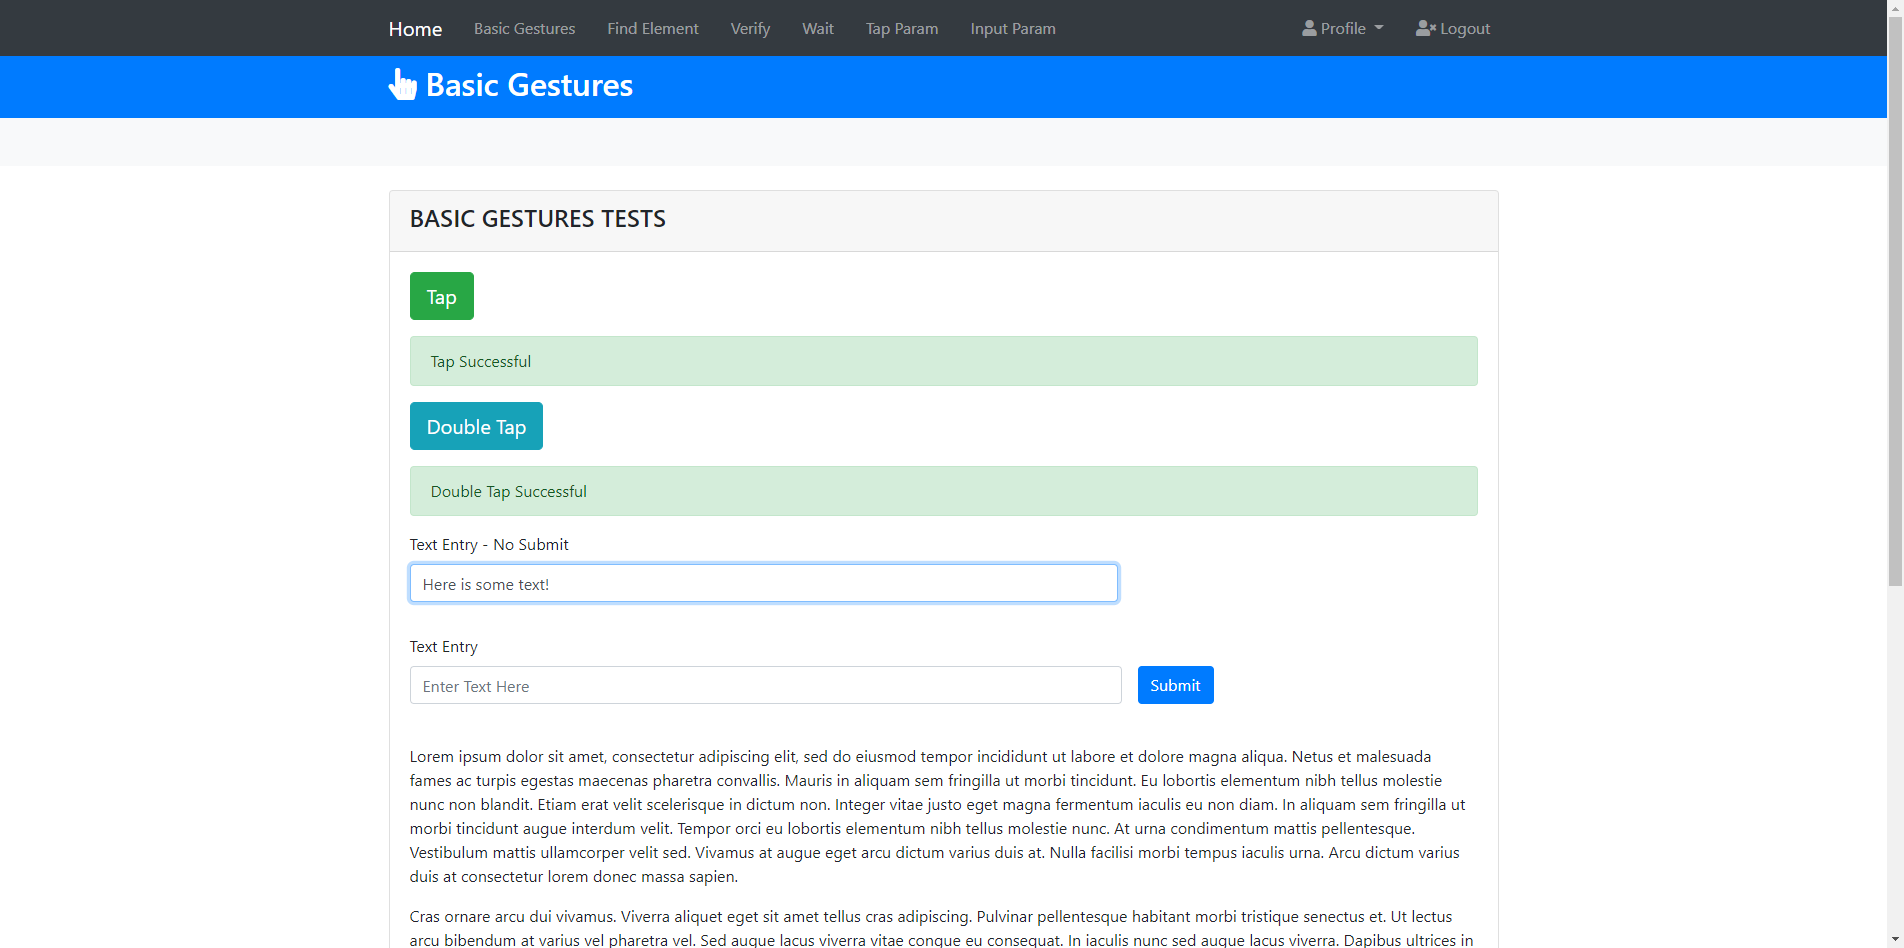 Home Basic Gestures Find Element Verify Wait Tap Param Input Param Profile Logout
Basic Gestures
BASIC GESTURES TESTS
Tap
Tap Successful
Double Tap
Double Tap Successful
Text Entry - No Submit
Here is some text!
Text Entry
Enter Text Here Submit
Lorem ipsum dolor sit amet, consectetur adipiscing elit, sed do eiusmod tempor incididunt ut labore et dolore magna aliqua. Netus et malesuada
fames ac turpis egestas maecenas pharetra convallis. Mauris in aliquam sem fringilla ut morbi tincidunt. Eu lobortis elementum nibh tellus molestie
nunc non blandit. Etiam erat velit scelerisque in dictum non. Integer vitae justo eget magna fermentum iaculis eu non diam. In aliquam sem fringilla ut
morbi tincidunt augue interdum velit. Tempor orci eu lobortis elementum nibh tellus molestie nunc. At urna condimentum mattis pellentesque.
Vestibulum mattis ullamcorper velit sed. Vivamus at augue eget arcu dictum varius duis at. Nulla facilisi morbi tempus iaculis urna. Arcu dictum varius
duis at consectetur lorem donec massa sapien.
Cras ornare arcu dui vivamus. Viverra aliquet eget sit amet tellus cras adipiscing. Pulvinar pellentesque habitant morbi tristique senectus et. Ut lectus
arcu bibendum at varius vel pharetra vel. Sed augue lacus viverra vitae congue eu consequat. In iaculis nunc sed augue lacus viverra. Dapibus ultrices in